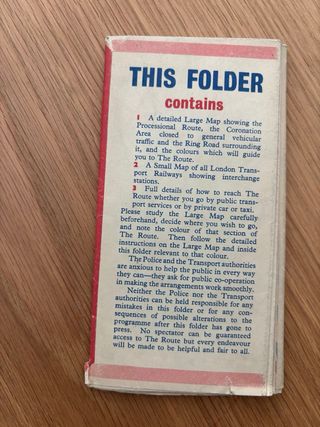 THIS FOLDER
contains
1 A detailed Large Map showing the
Processional Route, the Coronation
Area closed to general vehicular
traffic and the Ring Road surrounding
it, and the colours which will guide
you to The Route.
2 A Small Map of all London Trans-
port Railways showing interchange
stations.
3 Full details of how to reach The
Route whether you go by public trans-
port services or by private car or taxi.
Please study the Large Map carefully
beforehand, decide where you wish to go,
and note the colour of that section of
The Route. Then follow the detailed
instructions on the Large Map and inside
this folder relevant to that colour.
The Police and the Transport authorities
are anxious to help the public in every way
they can—they ask for public co-operation
in making the arrangements work smoothly.
Neither the Police nor the Transport
authorities can be held responsible for any
mistakes in this folder or for any con-
sequences of possible alterations to the
programme after this folder has gone to
press. No spectator can be guaranteed
access to The Route but every endeavour
will be made to be helpful and fair to all.